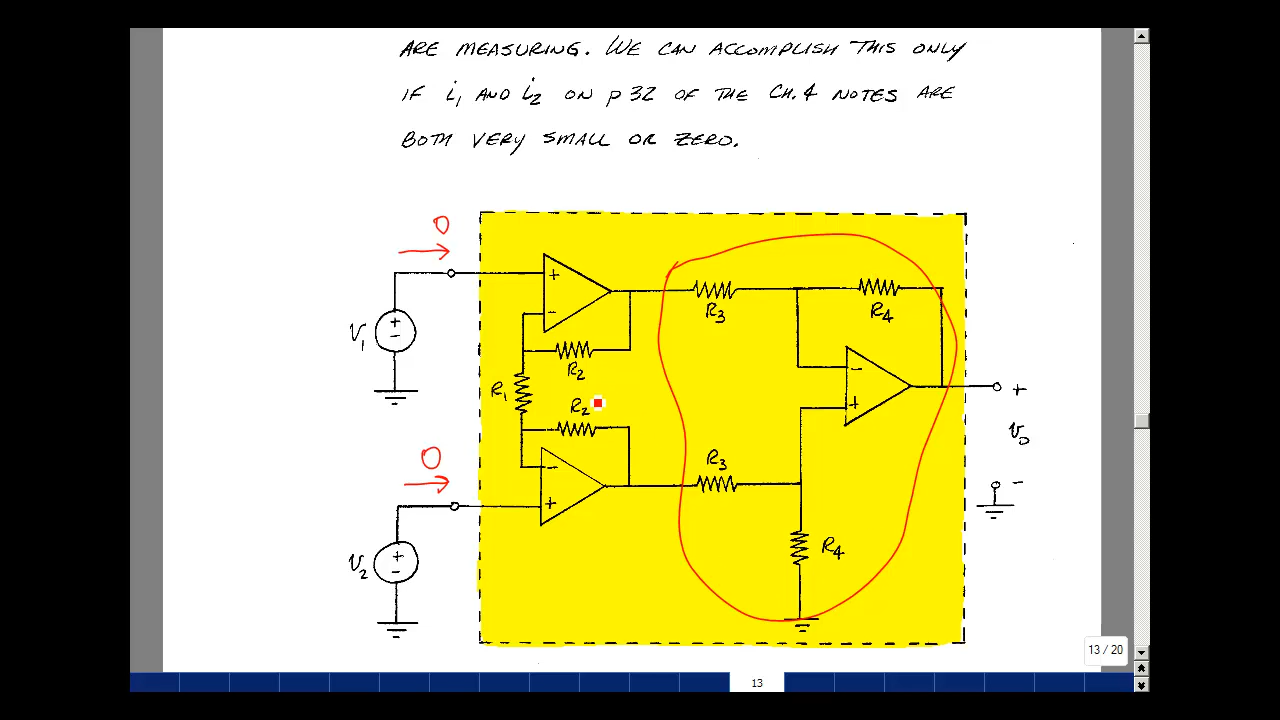 ARE MEASURING. WE CAN ACCOMPLISH THIS ONLY
IF i1 AND i2 ON p 32 OF THE CH. 4 NOTES ARE
BOTH VERY SMALL OR ZERO.
0
+
R3
R4
-
V1
+
-
R2
R1
R2
-
+
+
vo
-
0
R3
-
+
V2
+
-
R4
13 / 20
13